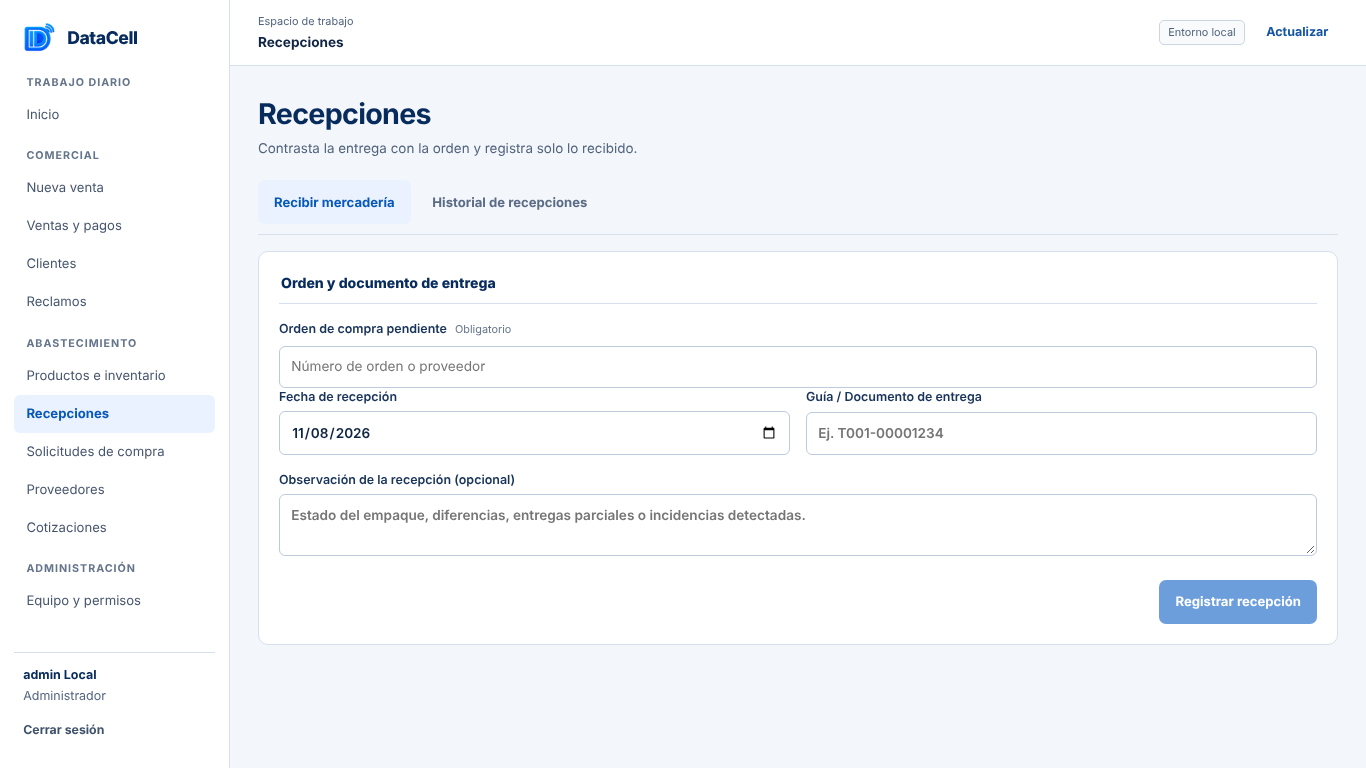 DataCell
TRABAJO DIARIO
Inicio
COMERCIAL
Nueva venta
Ventas y pagos
Clientes
Reclamos
ABASTECIMIENTO
Productos e inventario
Recepciones
Solicitudes de compra
Proveedores
Cotizaciones
ADMINISTRACIÓN
Equipo y permisos
admin Local
Administrador
Cerrar sesión
Espacio de trabajo
Recepciones
Entorno local
Actualizar
Recepciones
Contrasta la entrega con la orden y registra solo lo recibido.
Recibir mercadería
Historial de recepciones
Orden y documento de entrega
Orden de compra pendiente Obligatorio
Número de orden o proveedor
Fecha de recepción
11/08/2026
Guía / Documento de entrega
Ej. T001-00001234
Observación de la recepción (opcional)
Estado del empaque, diferencias, entregas parciales o incidencias detectadas.
Registrar recepción